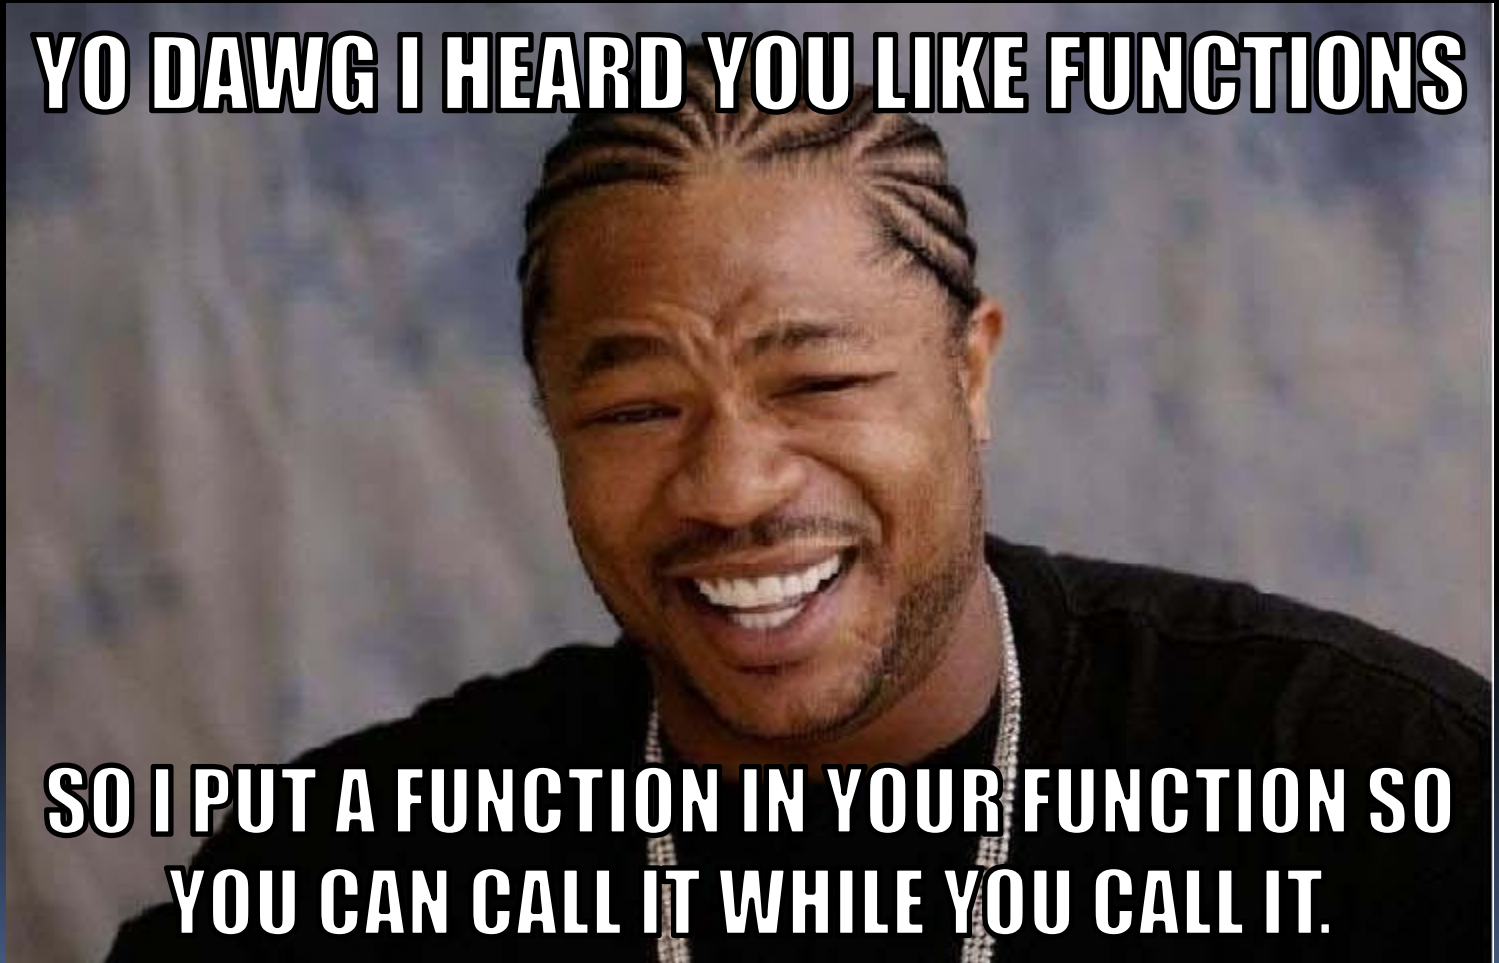 YO DAWG I HEARD YOU LIKE FUNCTIONS
SO I PUT A FUNCTION IN YOUR FUNCTION SO
YOU CAN CALL IT WHILE YOU CALL IT.